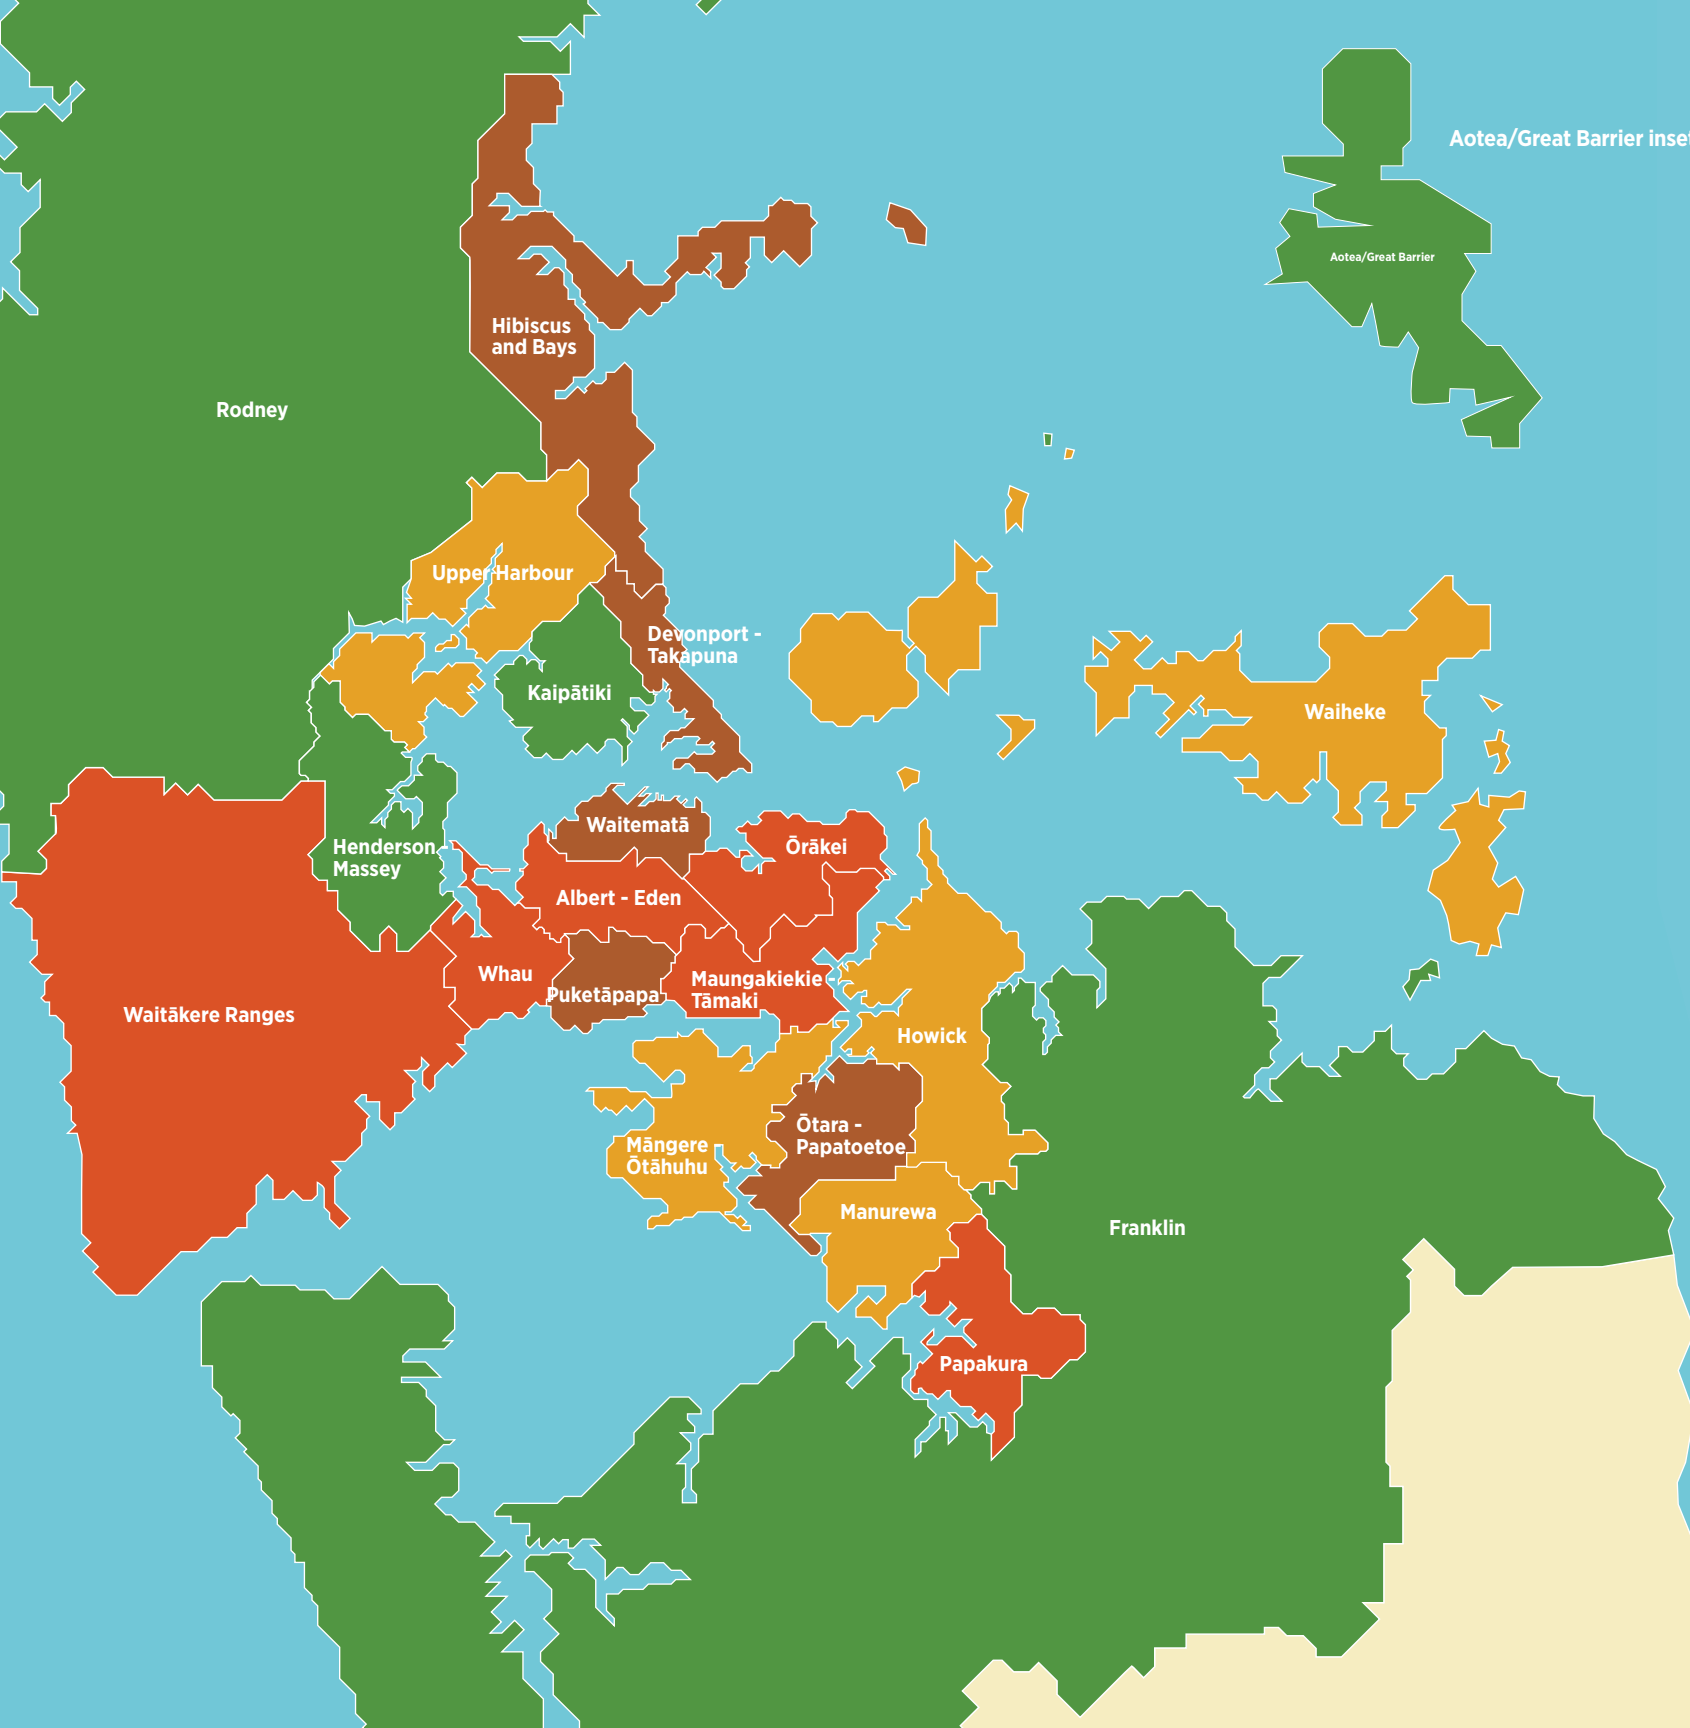 Aotea/Great Barrier inset
Aotea/Great Barrier
Hibiscus
and Bays
Rodney
Upper Harbour
Devonport -
Takapuna
Kaipātiki
Waiheke
Waitematā
Henderson
Massey
Ōrākei
Albert - Eden
Whau
Puketāpapa
Maungakiekie -
Tāmaki
Waitākere Ranges
Howick
Ōtara -
Papatoetoe
Māngere
Ōtāhuhu
Manurewa
Franklin
Papakura